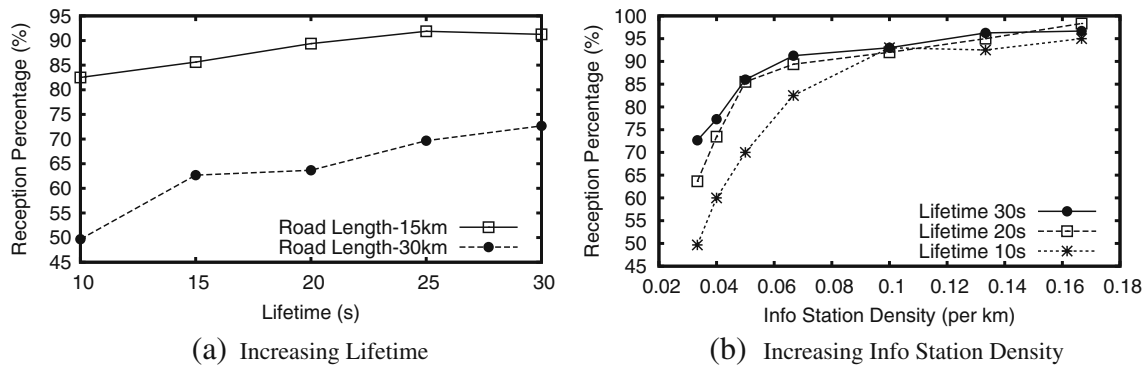 95
90
85
80
75
70
65
60
55
50
45
Reception Percentage (%)
Road Length-15km
Road Length-30km
10 15 20 25 30
Lifetime (s)
(a) Increasing Lifetime
100
95
90
85
80
75
70
65
60
55
50
45
Reception Percentage (%)
Lifetime 30s
Lifetime 20s
Lifetime 10s
0.02 0.04 0.06 0.08 0.1 0.12 0.14 0.16 0.18
Info Station Density (per km)
(b) Increasing Info Station Density